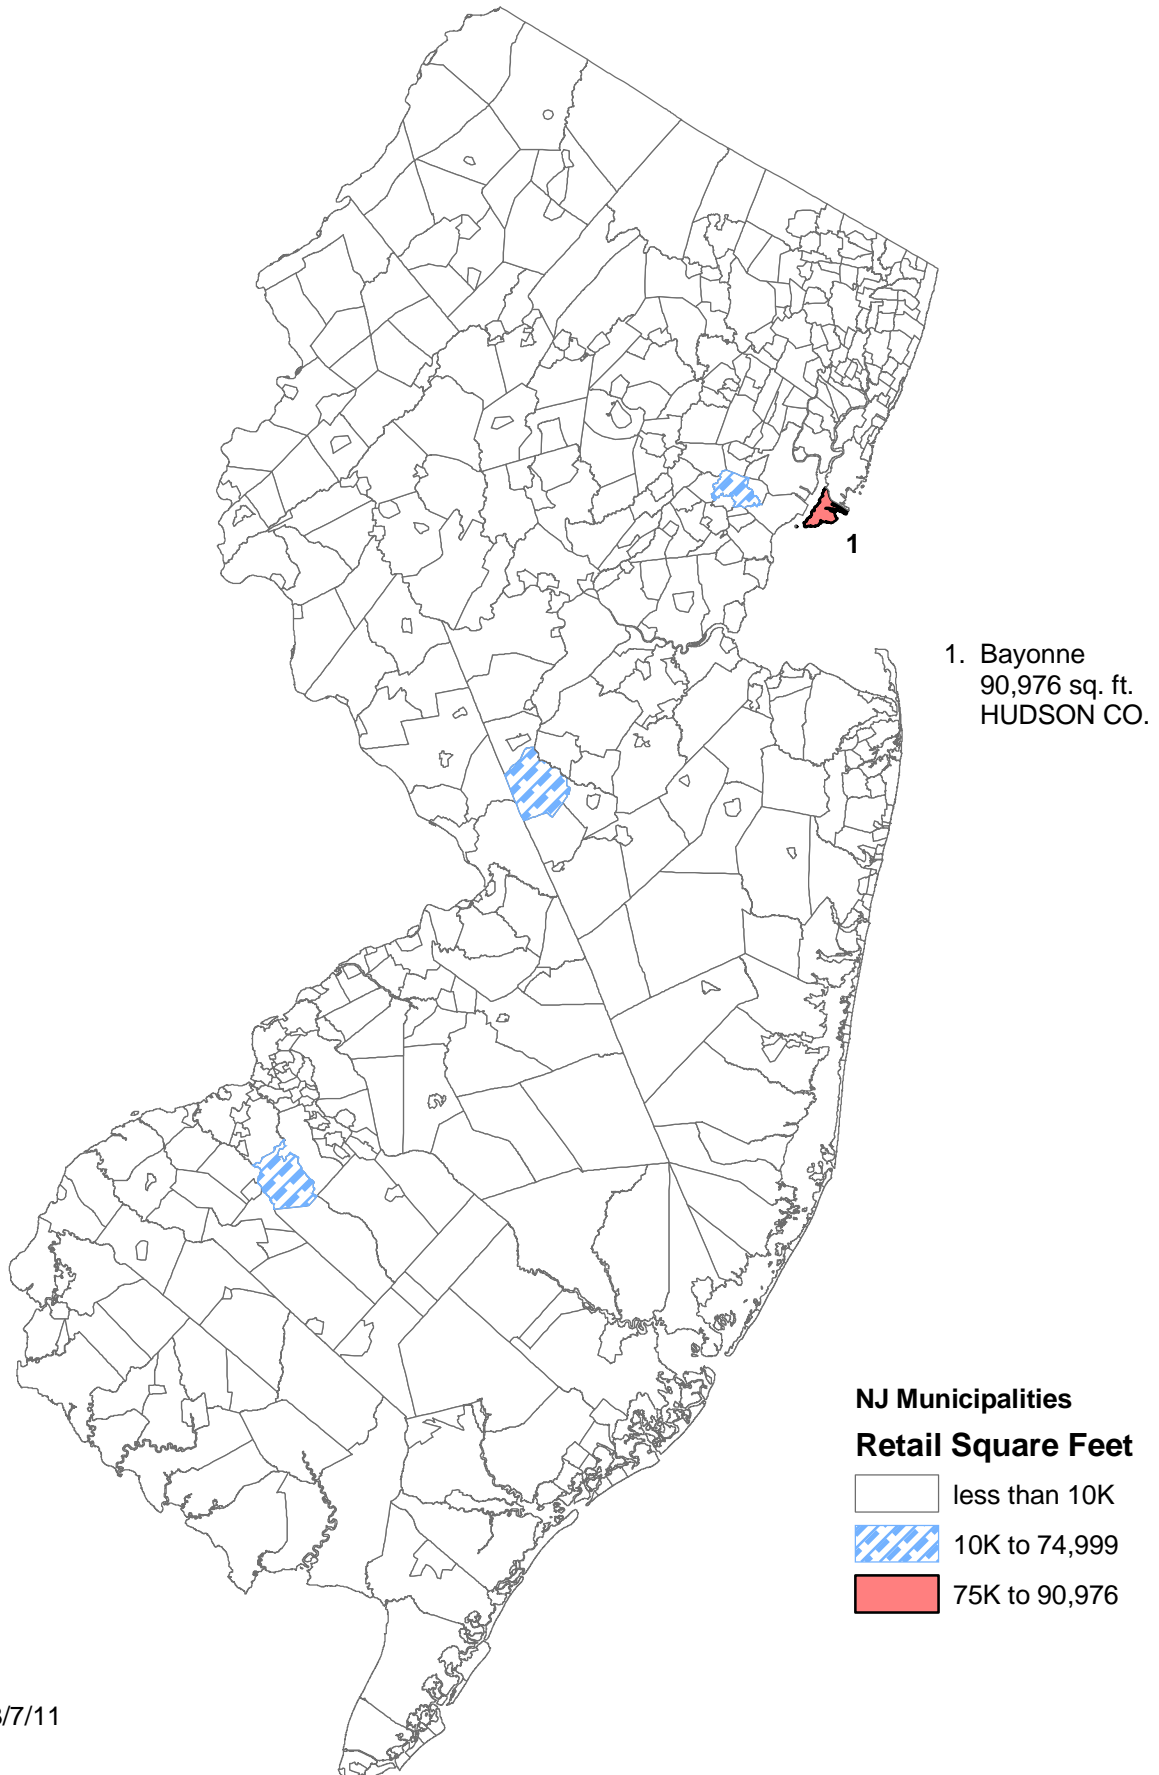 1
1. Bayonne
90,976 sq. ft.
HUDSON CO.
NJ Municipalities
Retail Square Feet
less than 10K
10K to 74,999
75K to 90,976
/7/11